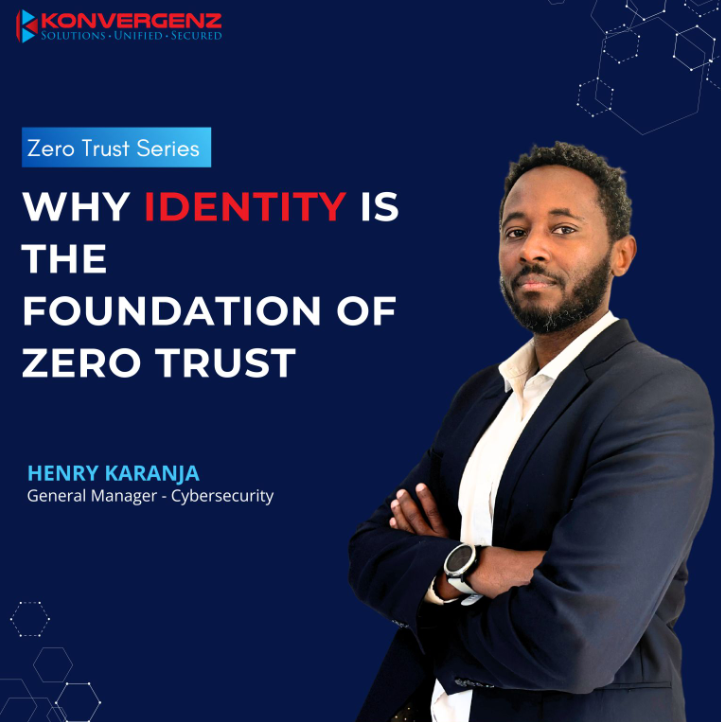 KONVERGENZ
SOLUTIONS · UNIFIED · SECURED
Zero Trust Series
WHY IDENTITY IS
THE
FOUNDATION OF
ZERO TRUST
HENRY KARANJA
General Manager - Cybersecurity